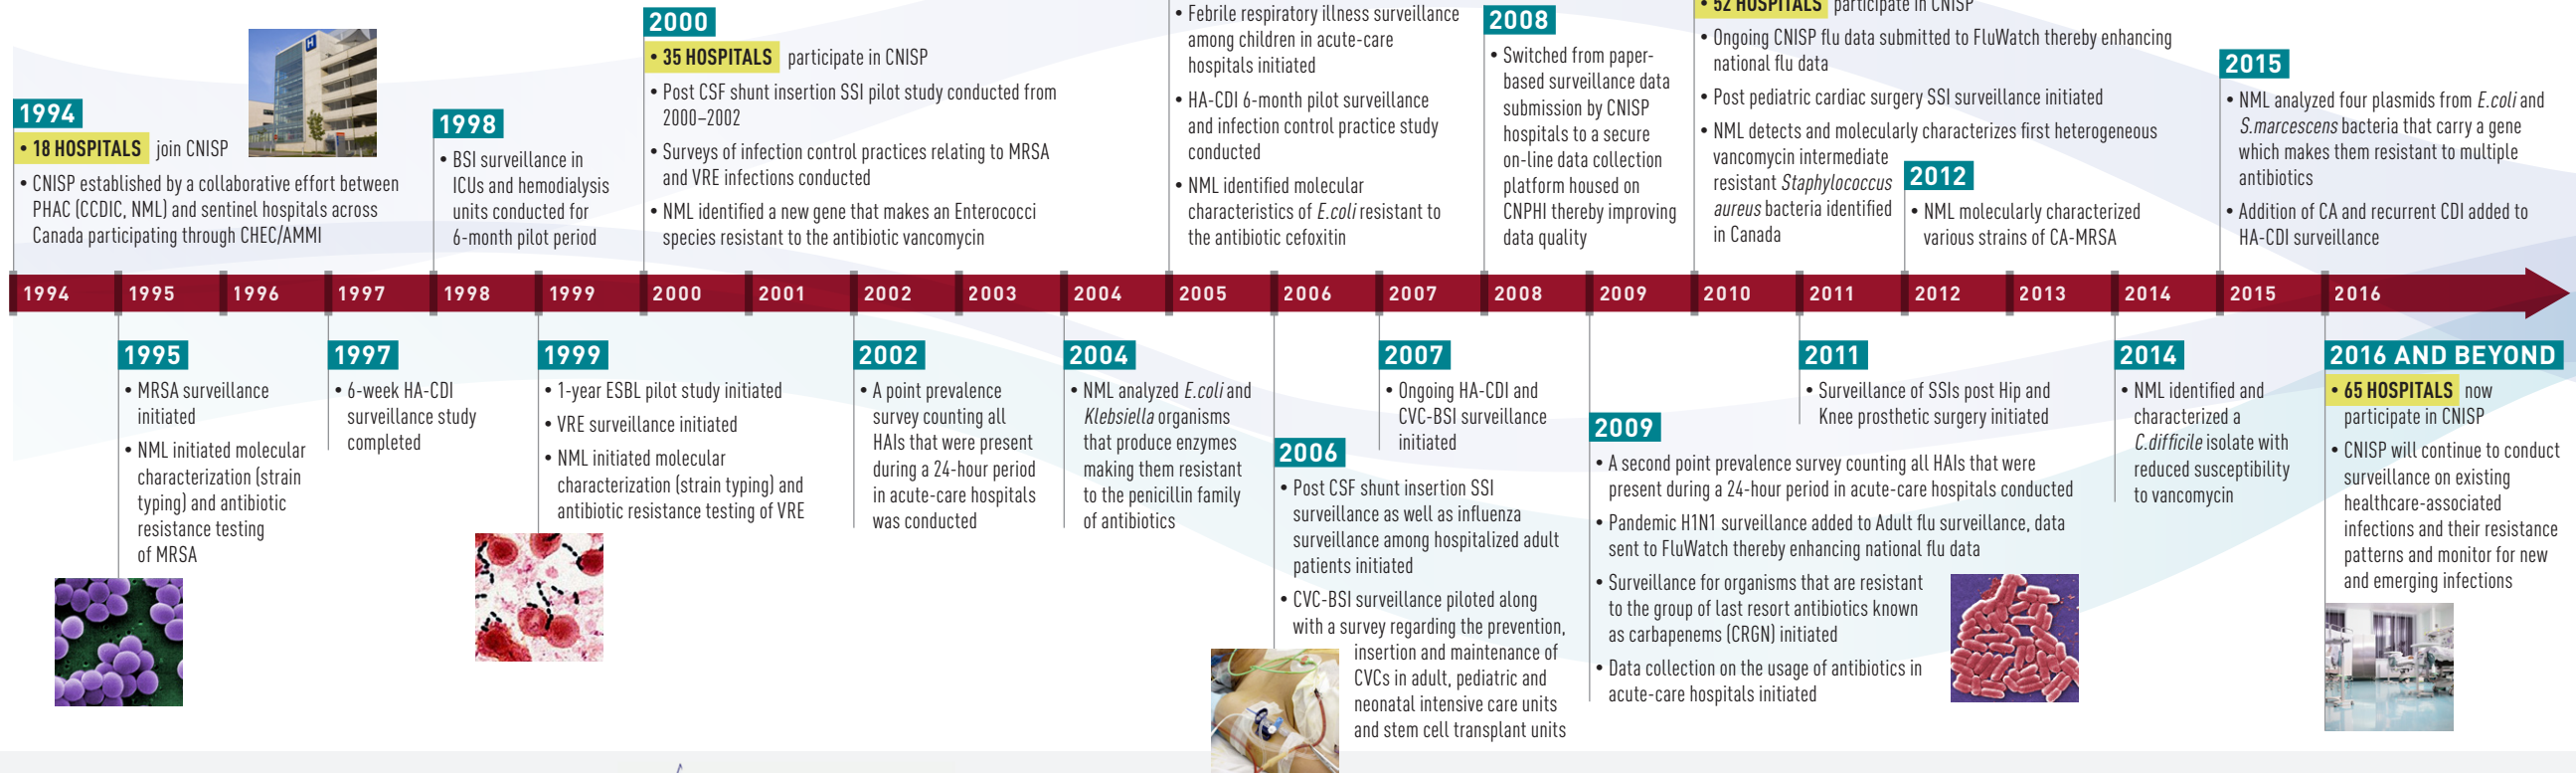 1994
• 18 HOSPITALS join CNISP
• CNISP established by a collaborative effort between
PHAC (CCDIC, NML) and sentinel hospitals across
Canada participating through CHEC/AMMI
H
1998
• BSI surveillance in
ICUs and hemodialysis
units conducted for
6-month pilot period
2000
• 35 HOSPITALS participate in CNISP
• Post CSF shunt insertion SSI pilot study conducted from
2000–2002
• Surveys of infection control practices relating to MRSA
and VRE infections conducted
• NML identified a new gene that makes an Enterococci
species resistant to the antibiotic vancomycin
• Febrile respiratory illness surveillance
among children in acute-care
hospitals initiated
• HA-CDI 6-month pilot surveillance
and infection control practice study
conducted
• NML identified molecular
characteristics of E.coli resistant to
the antibiotic cefoxitin
2008
• Switched from paper-
based surveillance data
submission by CNISP
hospitals to a secure
on-line data collection
platform housed on
CNPHI thereby improving
data quality
• 52 HOSPITALS participate in CNISP
• Ongoing CNISP flu data submitted to FluWatch thereby enhancing
national flu data
• Post pediatric cardiac surgery SSI surveillance initiated
• NML detects and molecularly characterizes first heterogeneous
vancomycin intermediate
resistant Staphylococcus
aureus bacteria identified
in Canada
2012
• NML molecularly characterized
various strains of CA-MRSA
2015
• NML analyzed four plasmids from E.coli and
S.marcescens bacteria that carry a gene
which makes them resistant to multiple
antibiotics
• Addition of CA and recurrent CDI added to
HA-CDI surveillance
1994 1995 1996 1997 1998 1999 2000 2001 2002 2003 2004 2005 2006 2007 2008 2009 2010 2011 2012 2013 2014 2015 2016
1995
• MRSA surveillance
initiated
• NML initiated molecular
characterization (strain
typing) and antibiotic
resistance testing
of MRSA
1997
• 6-week HA-CDI
surveillance study
completed
1999
• 1-year ESBL pilot study initiated
• VRE surveillance initiated
• NML initiated molecular
characterization (strain typing) and
antibiotic resistance testing of VRE
2002
• A point prevalence
survey counting all
HAIs that were present
during a 24-hour period
in acute-care hospitals
was conducted
2004
• NML analyzed E.coli and
Klebsiella organisms
that produce enzymes
making them resistant
to the penicillin family
of antibiotics
2006
• Post CSF shunt insertion SSI
surveillance as well as influenza
surveillance among hospitalized adult
patients initiated
• CVC-BSI surveillance piloted along
with a survey regarding the prevention,
insertion and maintenance of
CVCs in adult, pediatric and
neonatal intensive care units
and stem cell transplant units
2007
• Ongoing HA-CDI and
CVC-BSI surveillance
initiated
2009
• A second point prevalence survey counting all HAIs that were
present during a 24-hour period in acute-care hospitals conducted
• Pandemic H1N1 surveillance added to Adult flu surveillance, data
sent to FluWatch thereby enhancing national flu data
• Surveillance for organisms that are resistant
to the group of last resort antibiotics known
as carbapenems (CRGN) initiated
• Data collection on the usage of antibiotics in
acute-care hospitals initiated
2011
• Surveillance of SSIs post Hip and
Knee prosthetic surgery initiated
2014
• NML identified and
characterized a
C.difficile isolate with
reduced susceptibility
to vancomycin
2016 AND BEYOND
• 65 HOSPITALS now
participate in CNISP
• CNISP will continue to conduct
surveillance on existing
healthcare-associated
infections and their resistance
patterns and monitor for new
and emerging infections